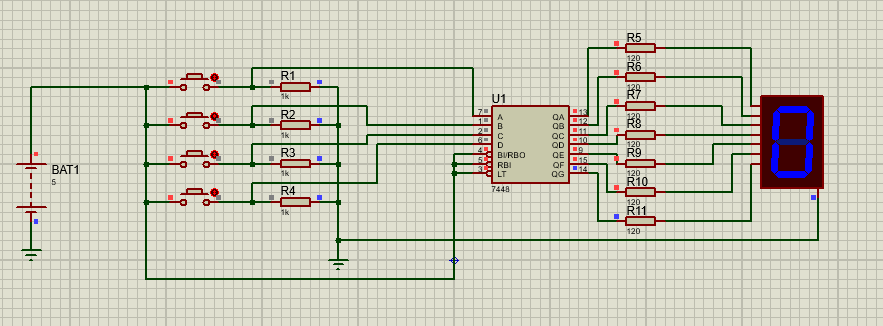 BAT1
5
R1
1k
R2
1k
R3
1k
R4
1k
U1
7 A QA 13
1 B QB 12
2 C QC 11
6 D QD 10
4 BI/RBO QE 9
5 RBI QF 15
3 LT QG 14
7448
R5
120
R6
120
R7
120
R8
120
R9
120
R10
120
R11
120